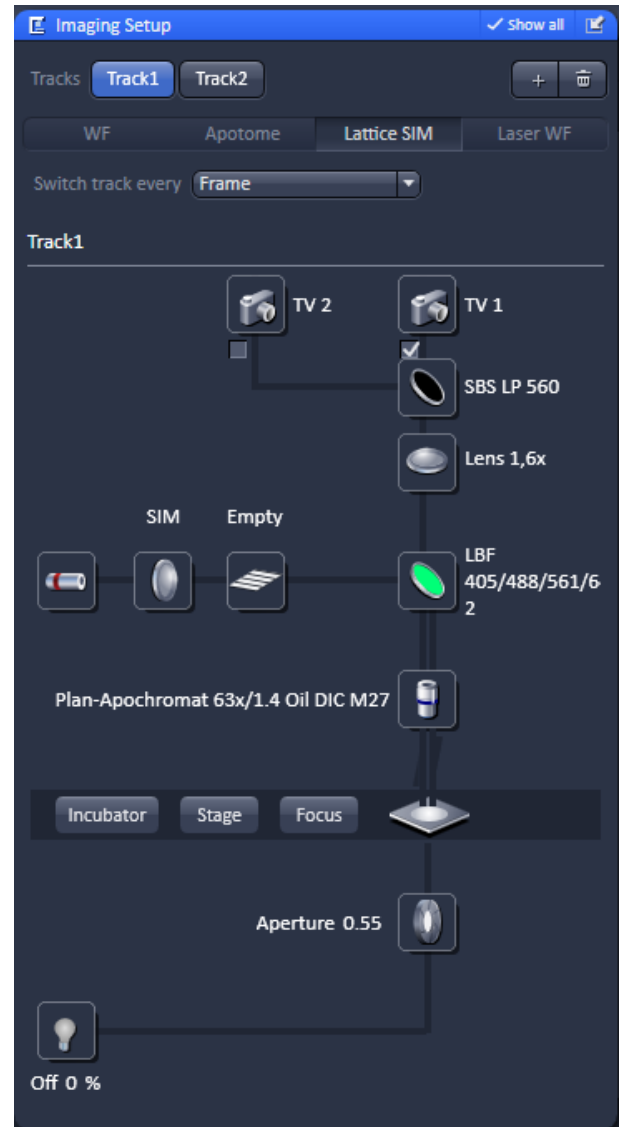 Imaging Setup
Show all
Tracks Track1 Track2 +
WF Apotome Lattice SIM Laser WF
Switch track every Frame
Track1
TV 2 TV 1
SBS LP 560
Lens 1,6x
SIM Empty
LBF
405/488/561/6
2
Plan-Apochromat 63x/1.4 Oil DIC M27
Incubator Stage Focus
Aperture 0.55
Off 0 %